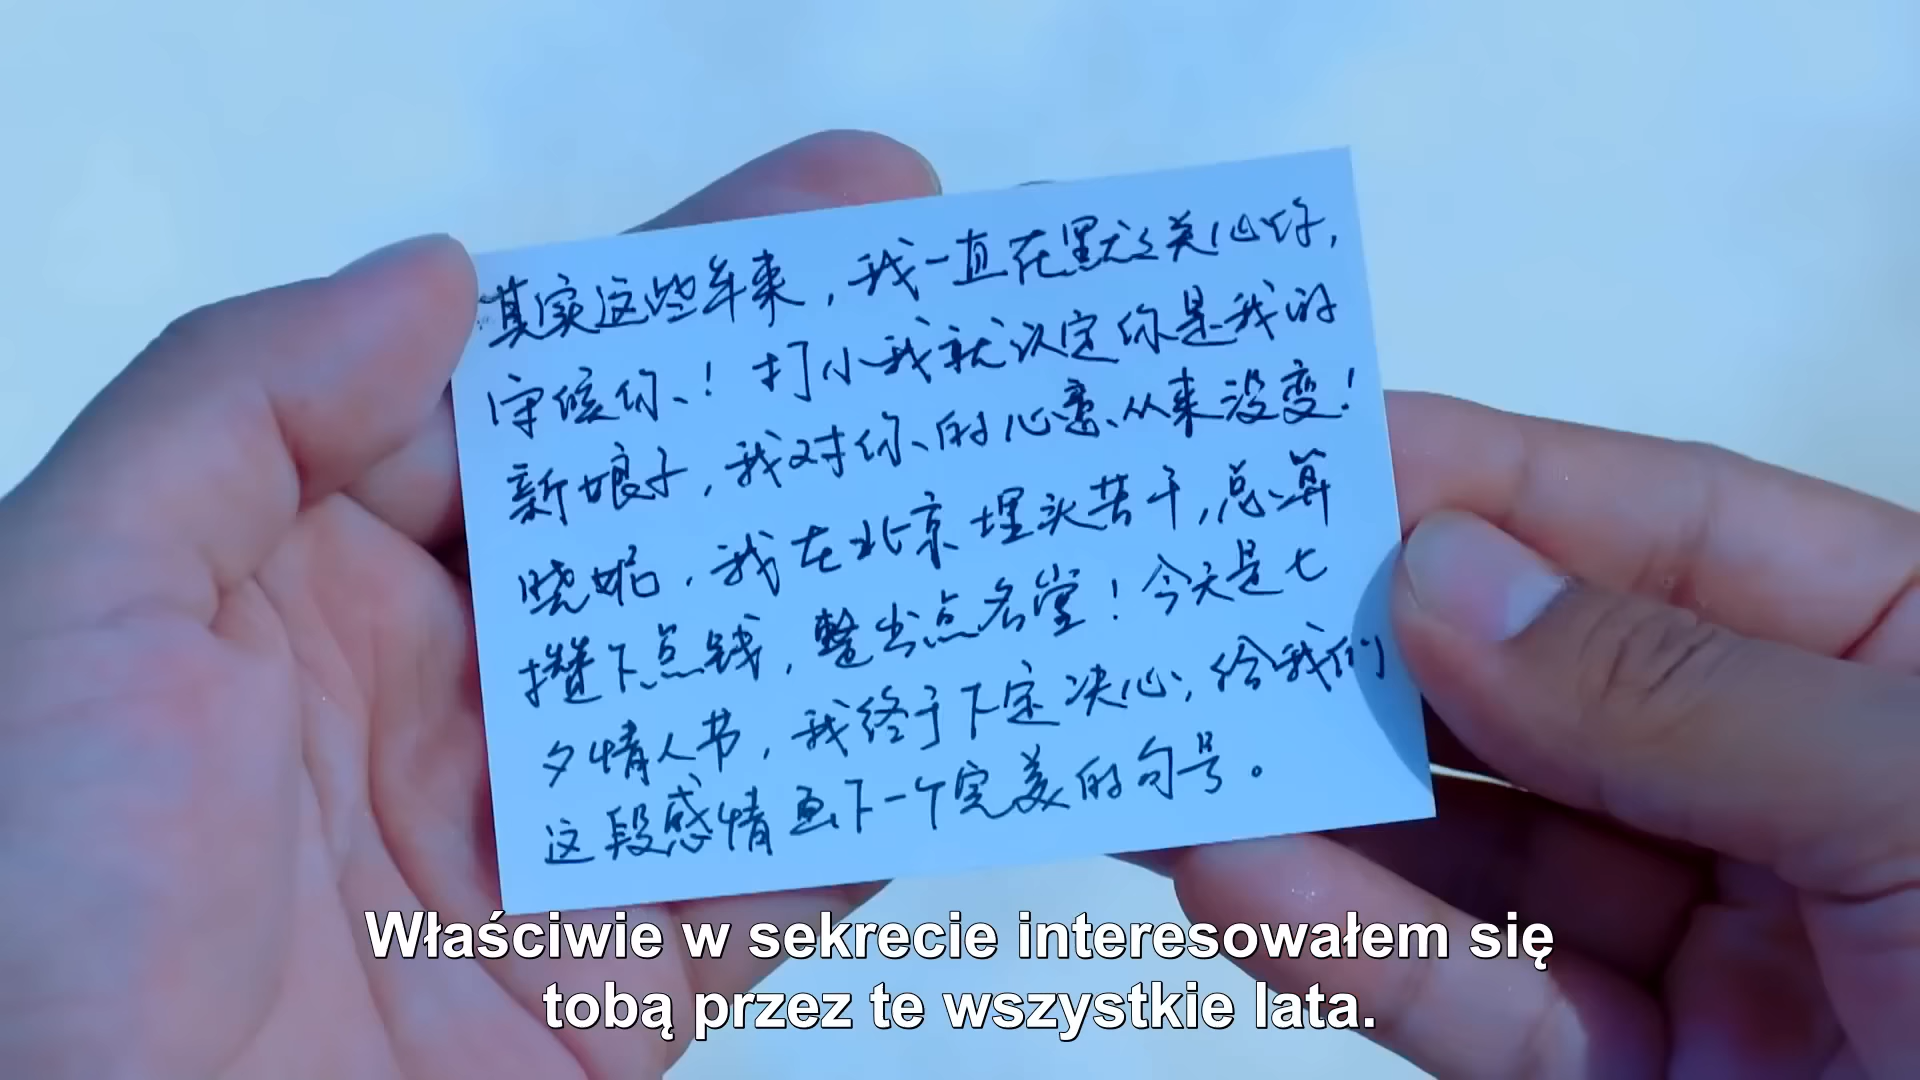 其实这些年来，我一直在默默关心你，
守候你！打小我就认定你是我的
新娘子，我对你的心意从来没变！
晓妮，我在北京埋头苦干，总算
攒下点钱，整出点名堂！今天是七
夕情人节，我终于下定决心，给我们
这段感情画下一个完美的句号。
Właściwie w sekrecie interesowałem się
tobą przez te wszystkie lata.